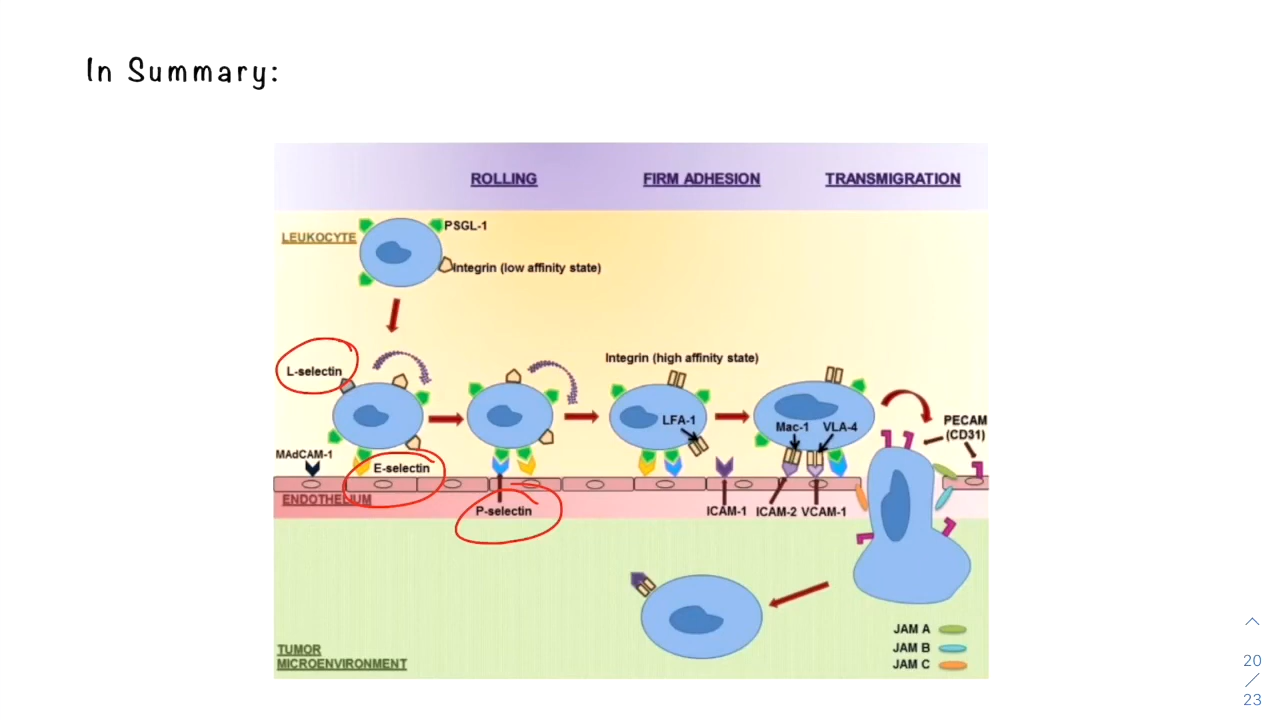 In Summary:
ROLLING
FIRM ADHESION
TRANSMIGRATION
LEUKOCYTE
PSGL-1
Integrin (low affinity state)
L-selectin
Integrin (high affinity state)
LFA-1
Mac-1
VLA-4
PECAM
(CD31)
MAdCAM-1
E-selectin
ENDOTHELIUM
P-selectin
ICAM-1
ICAM-2
VCAM-1
JAM A
JAM B
JAM C
TUMOR
MICROENVIRONMENT
20
/
23